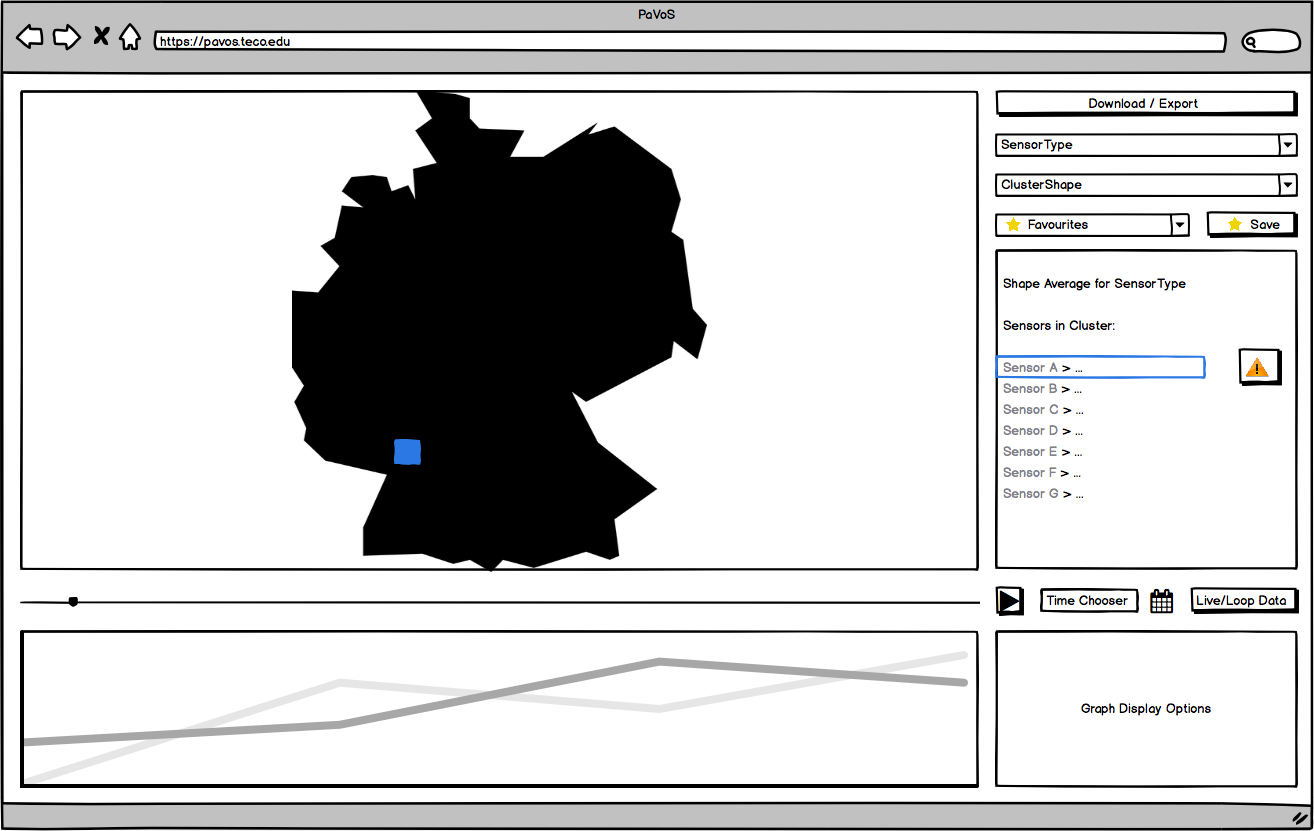 PaVoS
https://pavos.teco.edu
Download / Export
SensorType
ClusterShape
Favourites
Save
Shape Average for SensorType
Sensors in Cluster:
Sensor A > ...
Sensor B > ...
Sensor C > ...
Sensor D > ...
Sensor E > ...
Sensor F > ...
Sensor G > ...
Time Chooser
Live/Loop Data
Graph Display Options